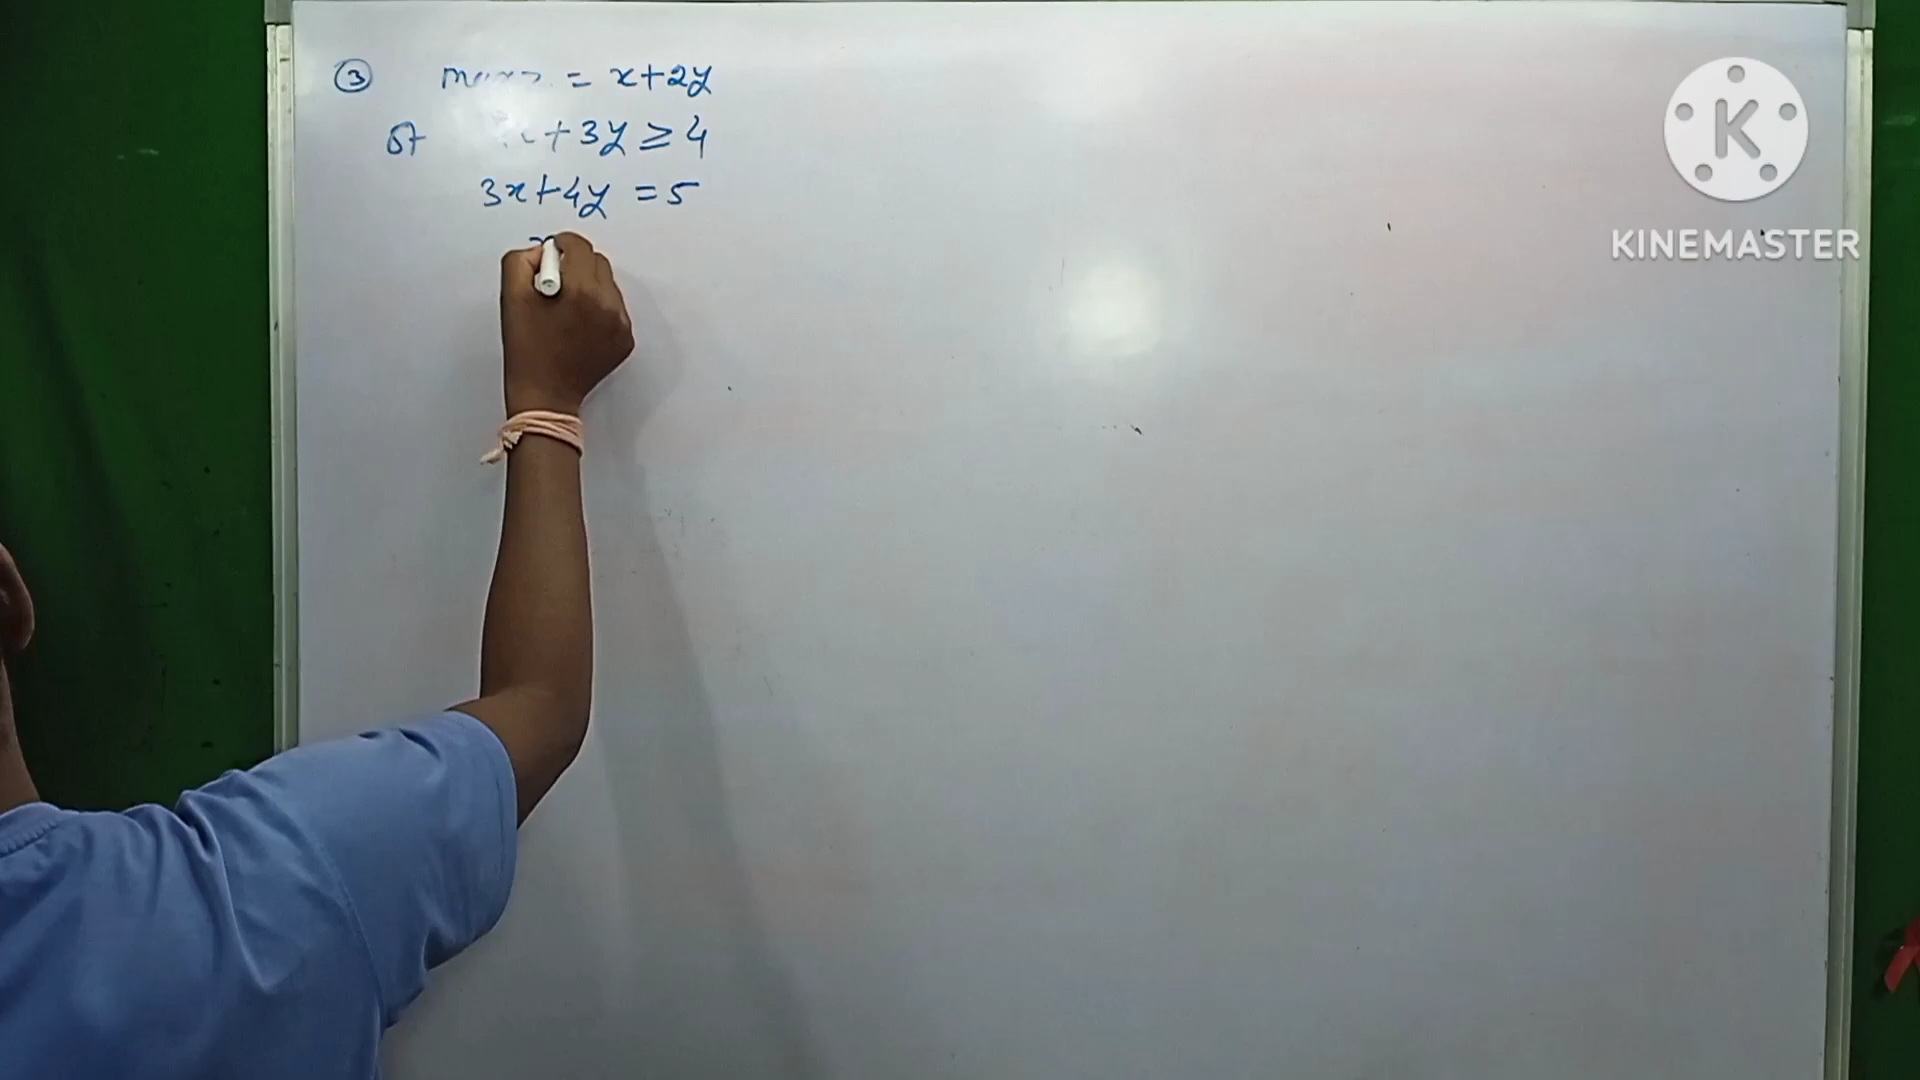 ③ max z = x+2y
St x+3y ≥ 4
3x+4y = 5
x
K
KINEMASTER